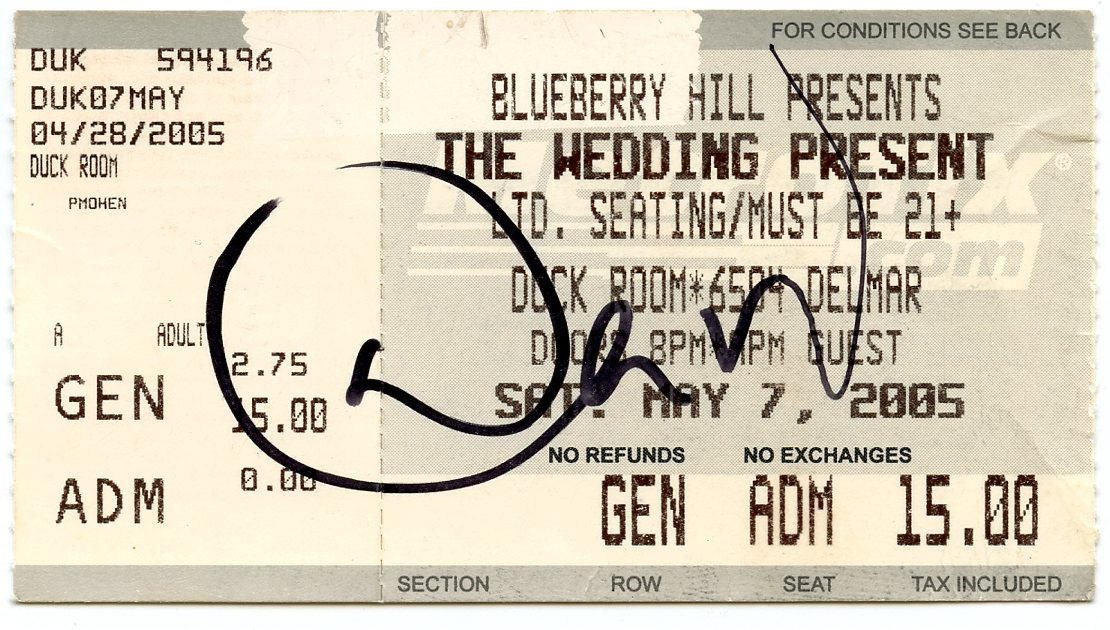 FOR CONDITIONS SEE BACK
DUK 594196
DUK07MAY
04/28/2005
DUCK ROOM
PMOHEN
A ADULT
2.75
GEN 15.00
ADM 0.00
BLUEBERRY HILL PRESENTS
THE WEDDING PRESENT
LTD. SEATING/MUST BE 21+
DUCK ROOM*6504 DELMAR
DOORS 8PM*9PM GUEST
SAT. MAY 7, 2005
NO REFUNDS NO EXCHANGES
GEN ADM 15.00
SECTION ROW SEAT TAX INCLUDED